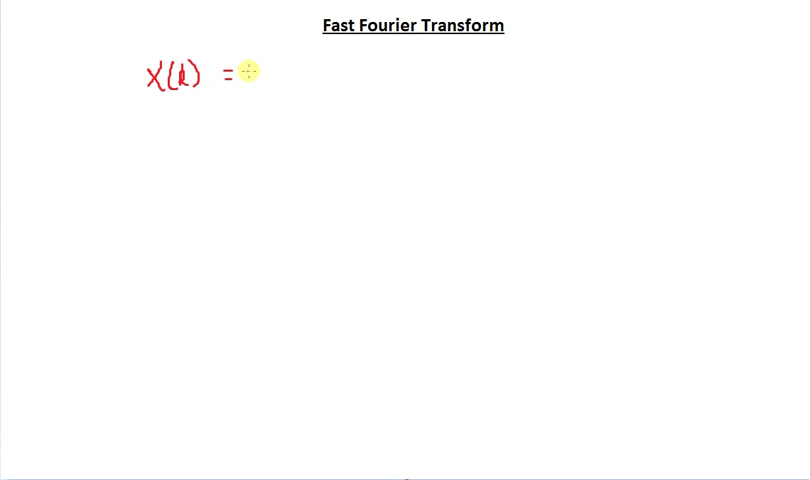 Fast Fourier Transform
X(k) =